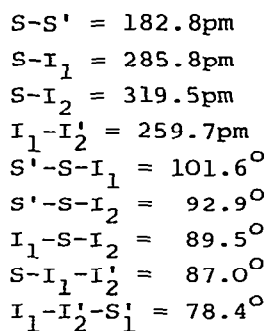 S-S' = 182.8pm
S-I₁ = 285.8pm
S-I₂ = 319.5pm
I₁-I₂' = 259.7pm
S'-S-I₁ = 101.6°
S'-S-I₂ = 92.9°
I₁-S-I₂ = 89.5°
S-I₁-I₂' = 87.0°
I₁-I₂'-S₁' = 78.4°